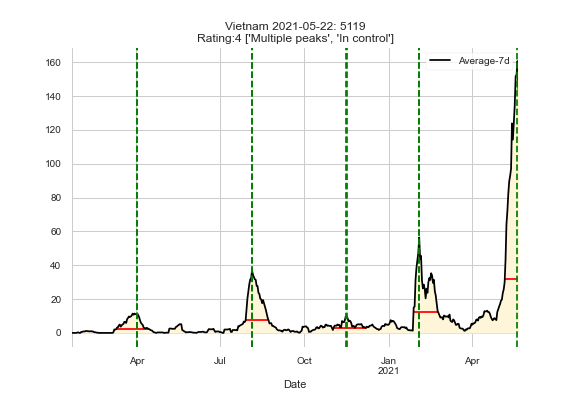 Vietnam 2021-05-22: 5119
Rating:4 ['Multiple peaks', 'In control']
Average-7d
160
140
120
100
80
60
40
20
0
Apr
Jul
Oct
Jan
2021
Apr
Date